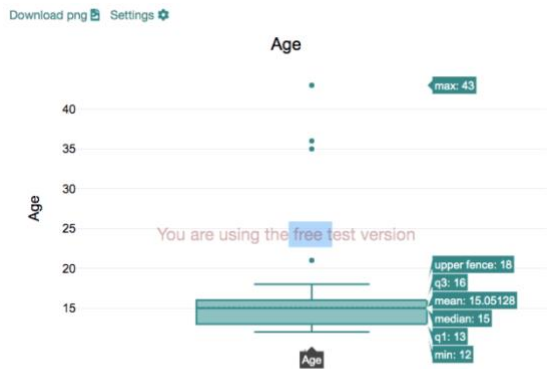 Download png Settings
Age
max: 43
40
35
30
Age
25
You are using the free test version
20
upper fence: 18
q3: 16
mean: 15.05128
15
median: 15
q1: 13
min: 12
Age